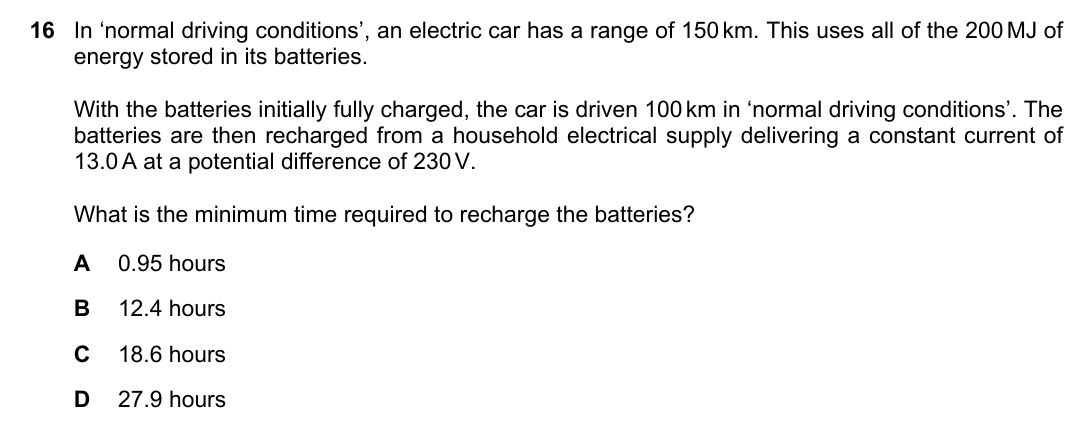 16 In ‘normal driving conditions’, an electric car has a range of 150 km. This uses all of the 200 MJ of
energy stored in its batteries.
With the batteries initially fully charged, the car is driven 100 km in ‘normal driving conditions’. The
batteries are then recharged from a household electrical supply delivering a constant current of
13.0 A at a potential difference of 230 V.
What is the minimum time required to recharge the batteries?
A 0.95 hours
B 12.4 hours
C 18.6 hours
D 27.9 hours